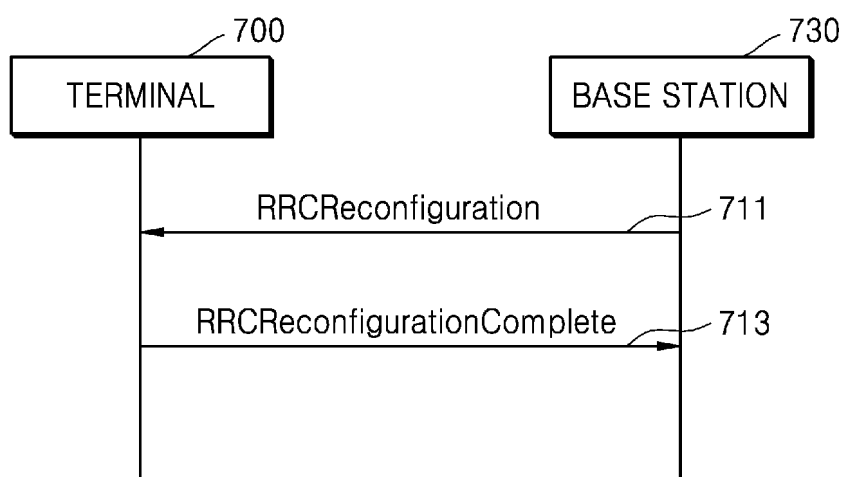 700
730
TERMINAL
BASE STATION
RRCReconfiguration
711
RRCReconfigurationComplete
713